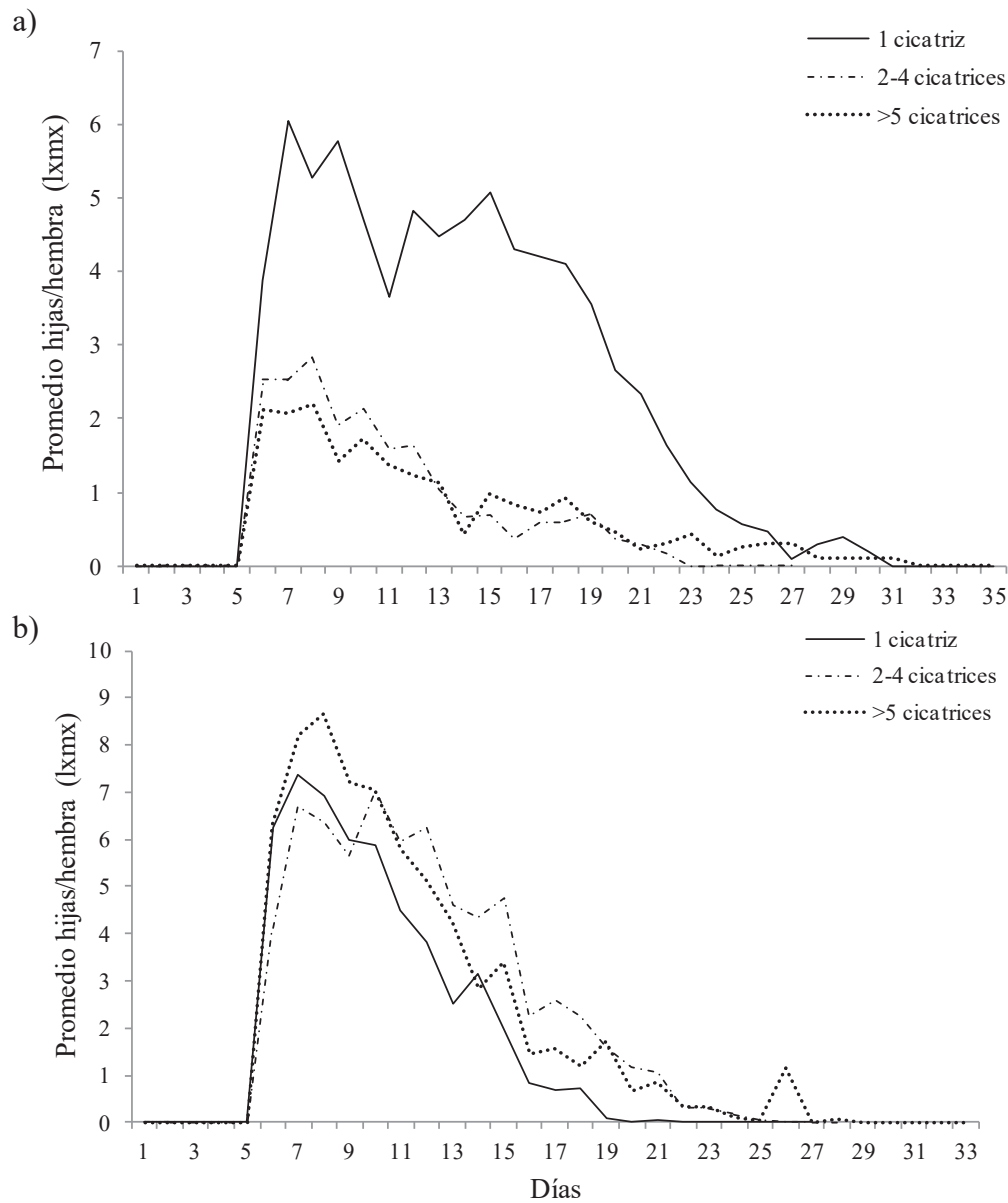 a)
1 cicatriz
2-4 cicatrices
>5 cicatrices
Promedio hijas/hembra (lxmx)
7
6
5
4
3
2
1
0
1 3 5 7 9 11 13 15 17 19 21 23 25 27 29 31 33 35
b)
1 cicatriz
2-4 cicatrices
>5 cicatrices
Promedio hijas/hembra (lxmx)
10
9
8
7
6
5
4
3
2
1
0
1 3 5 7 9 11 13 15 17 19 21 23 25 27 29 31 33
Días